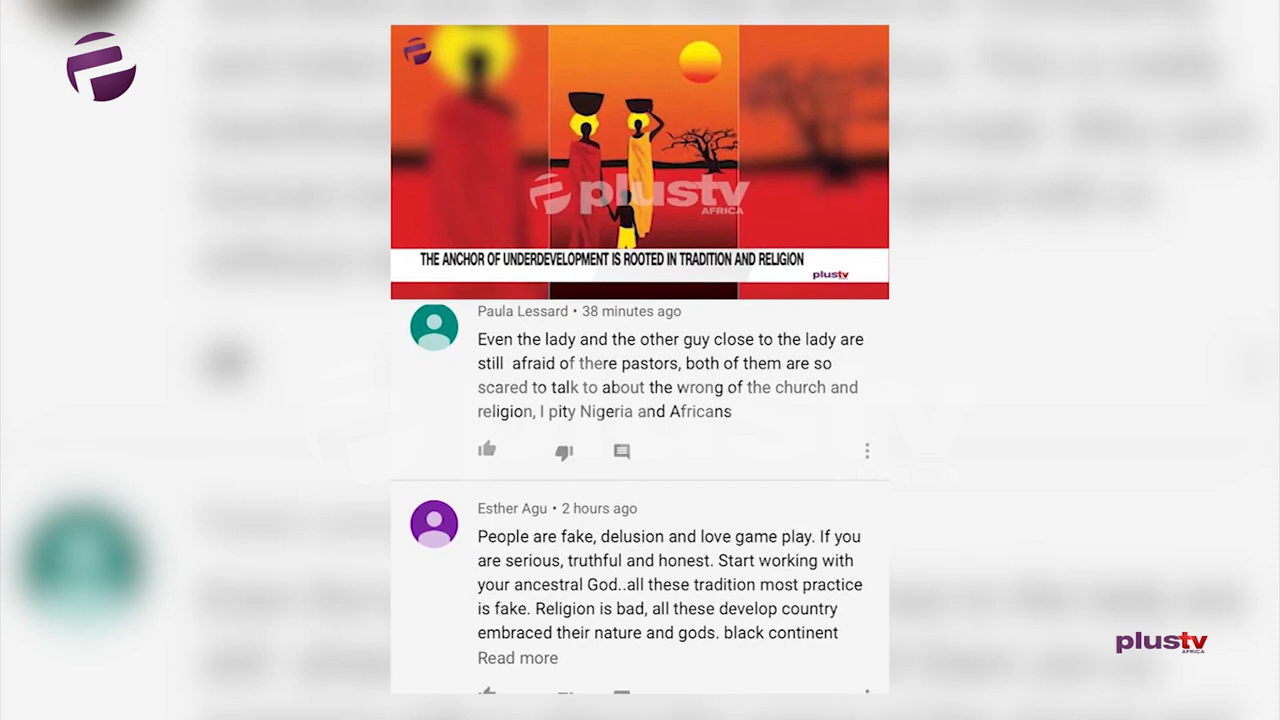 plustv
AFRICA
THE ANCHOR OF UNDERDEVELOPMENT IS ROOTED IN TRADITION AND RELIGION
plustv
Paula Lessard • 38 minutes ago
Even the lady and the other guy close to the lady are
still afraid of there pastors, both of them are so
scared to talk to about the wrong of the church and
religion, I pity Nigeria and Africans
Esther Agu • 2 hours ago
People are fake, delusion and love game play. If you
are serious, truthful and honest. Start working with
your ancestral God..all these tradition most practice
is fake. Religion is bad, all these develop country
embraced their nature and gods. black continent
Read more
plustv
AFRICA